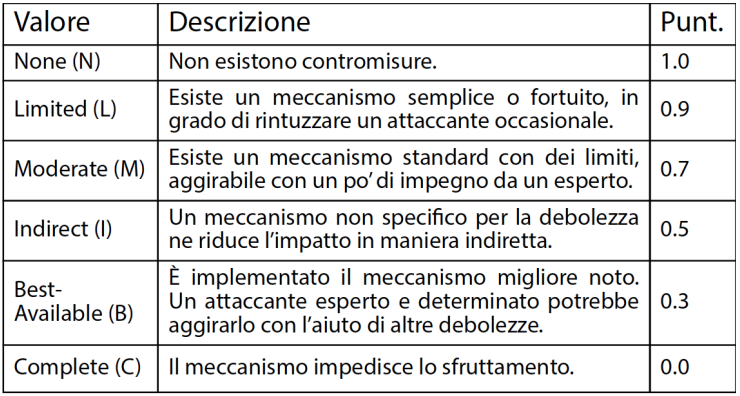 Valore Descrizione Punt.
None (N) Non esistono contromisure. 1.0
Limited (L) Esiste un meccanismo semplice o fortuito, in
grado di rintuzzare un attaccante occasionale. 0.9
Moderate (M) Esiste un meccanismo standard con dei limiti,
aggirabile con un po’ di impegno da un esperto. 0.7
Indirect (I) Un meccanismo non specifico per la debolezza
ne riduce l’impatto in maniera indiretta. 0.5
Best-
Available (B) È implementato il meccanismo migliore noto.
Un attaccante esperto e determinato potrebbe
aggirarlo con l’aiuto di altre debolezze. 0.3
Complete (C) Il meccanismo impedisce lo sfruttamento. 0.0